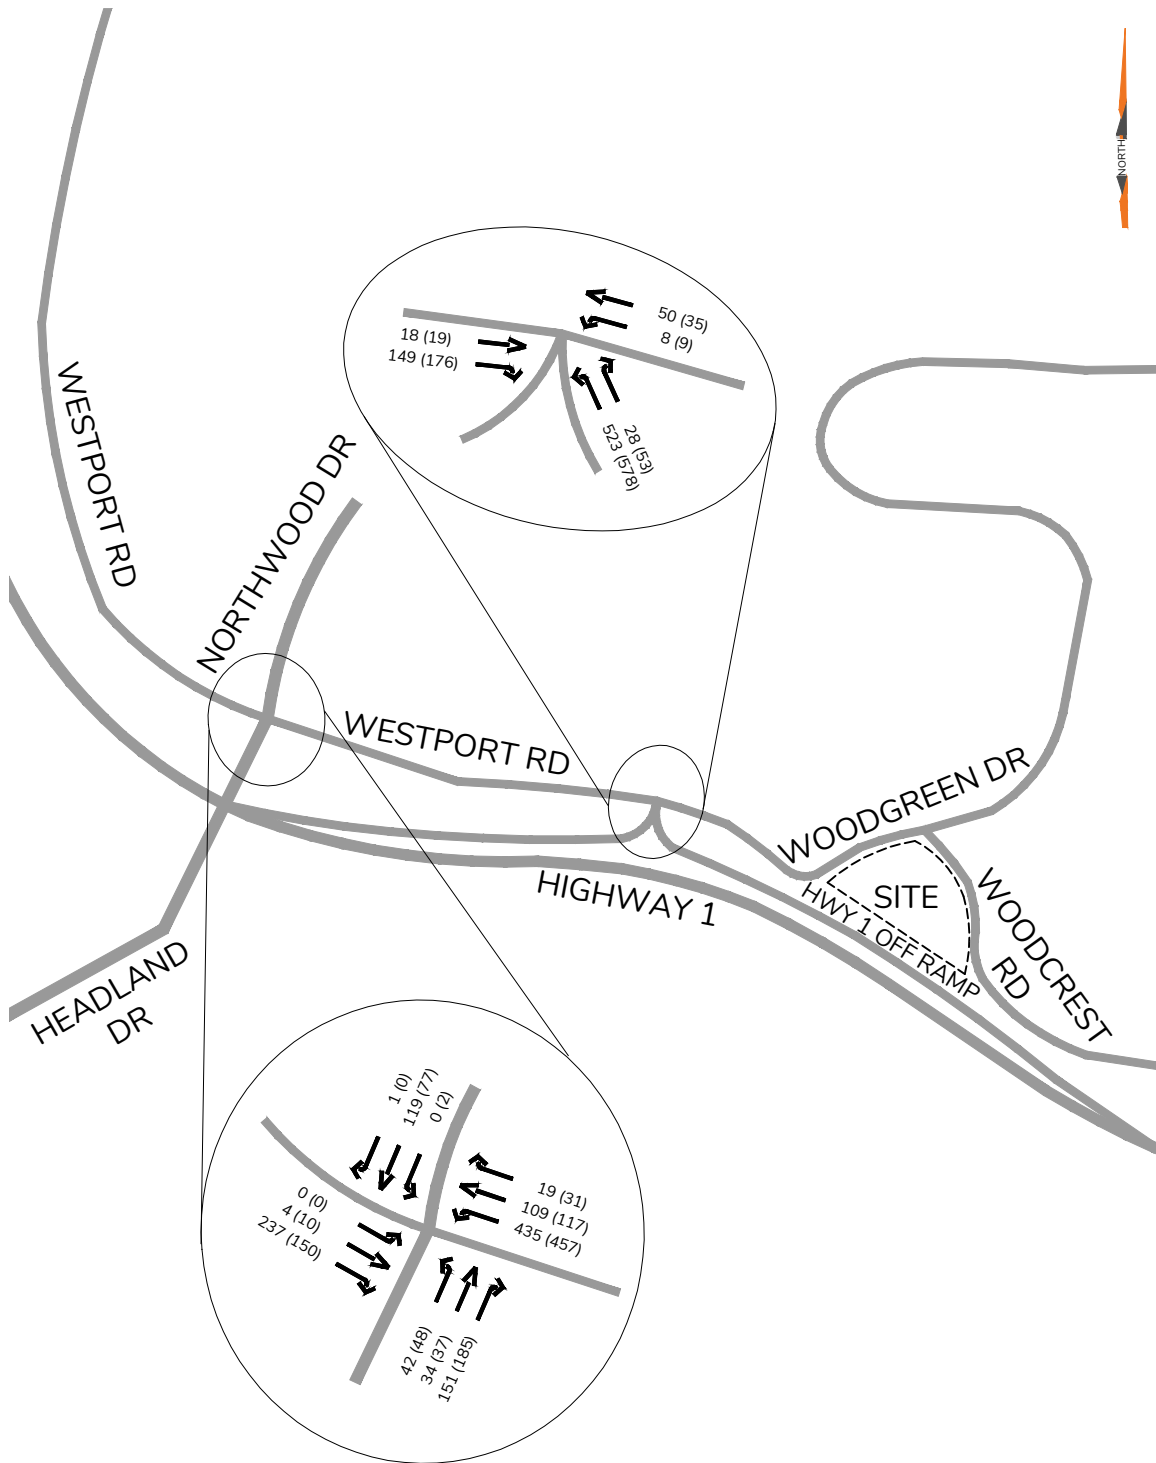 NORTH
50 (35)
8 (9)
18 (19)
149 (176)
28 (53)
523 (578)
WESTPORT RD
NORTHWOOD DR
WESTPORT RD
WOODGREEN DR
SITE
HWY 1 OFF RAMP
WOODCREST
RD
HIGHWAY 1
HEADLAND
DR
1 (0)
119 (77)
0 (2)
19 (31)
109 (117)
435 (457)
0 (0)
4 (10)
237 (150)
42 (48)
34 (37)
151 (185)